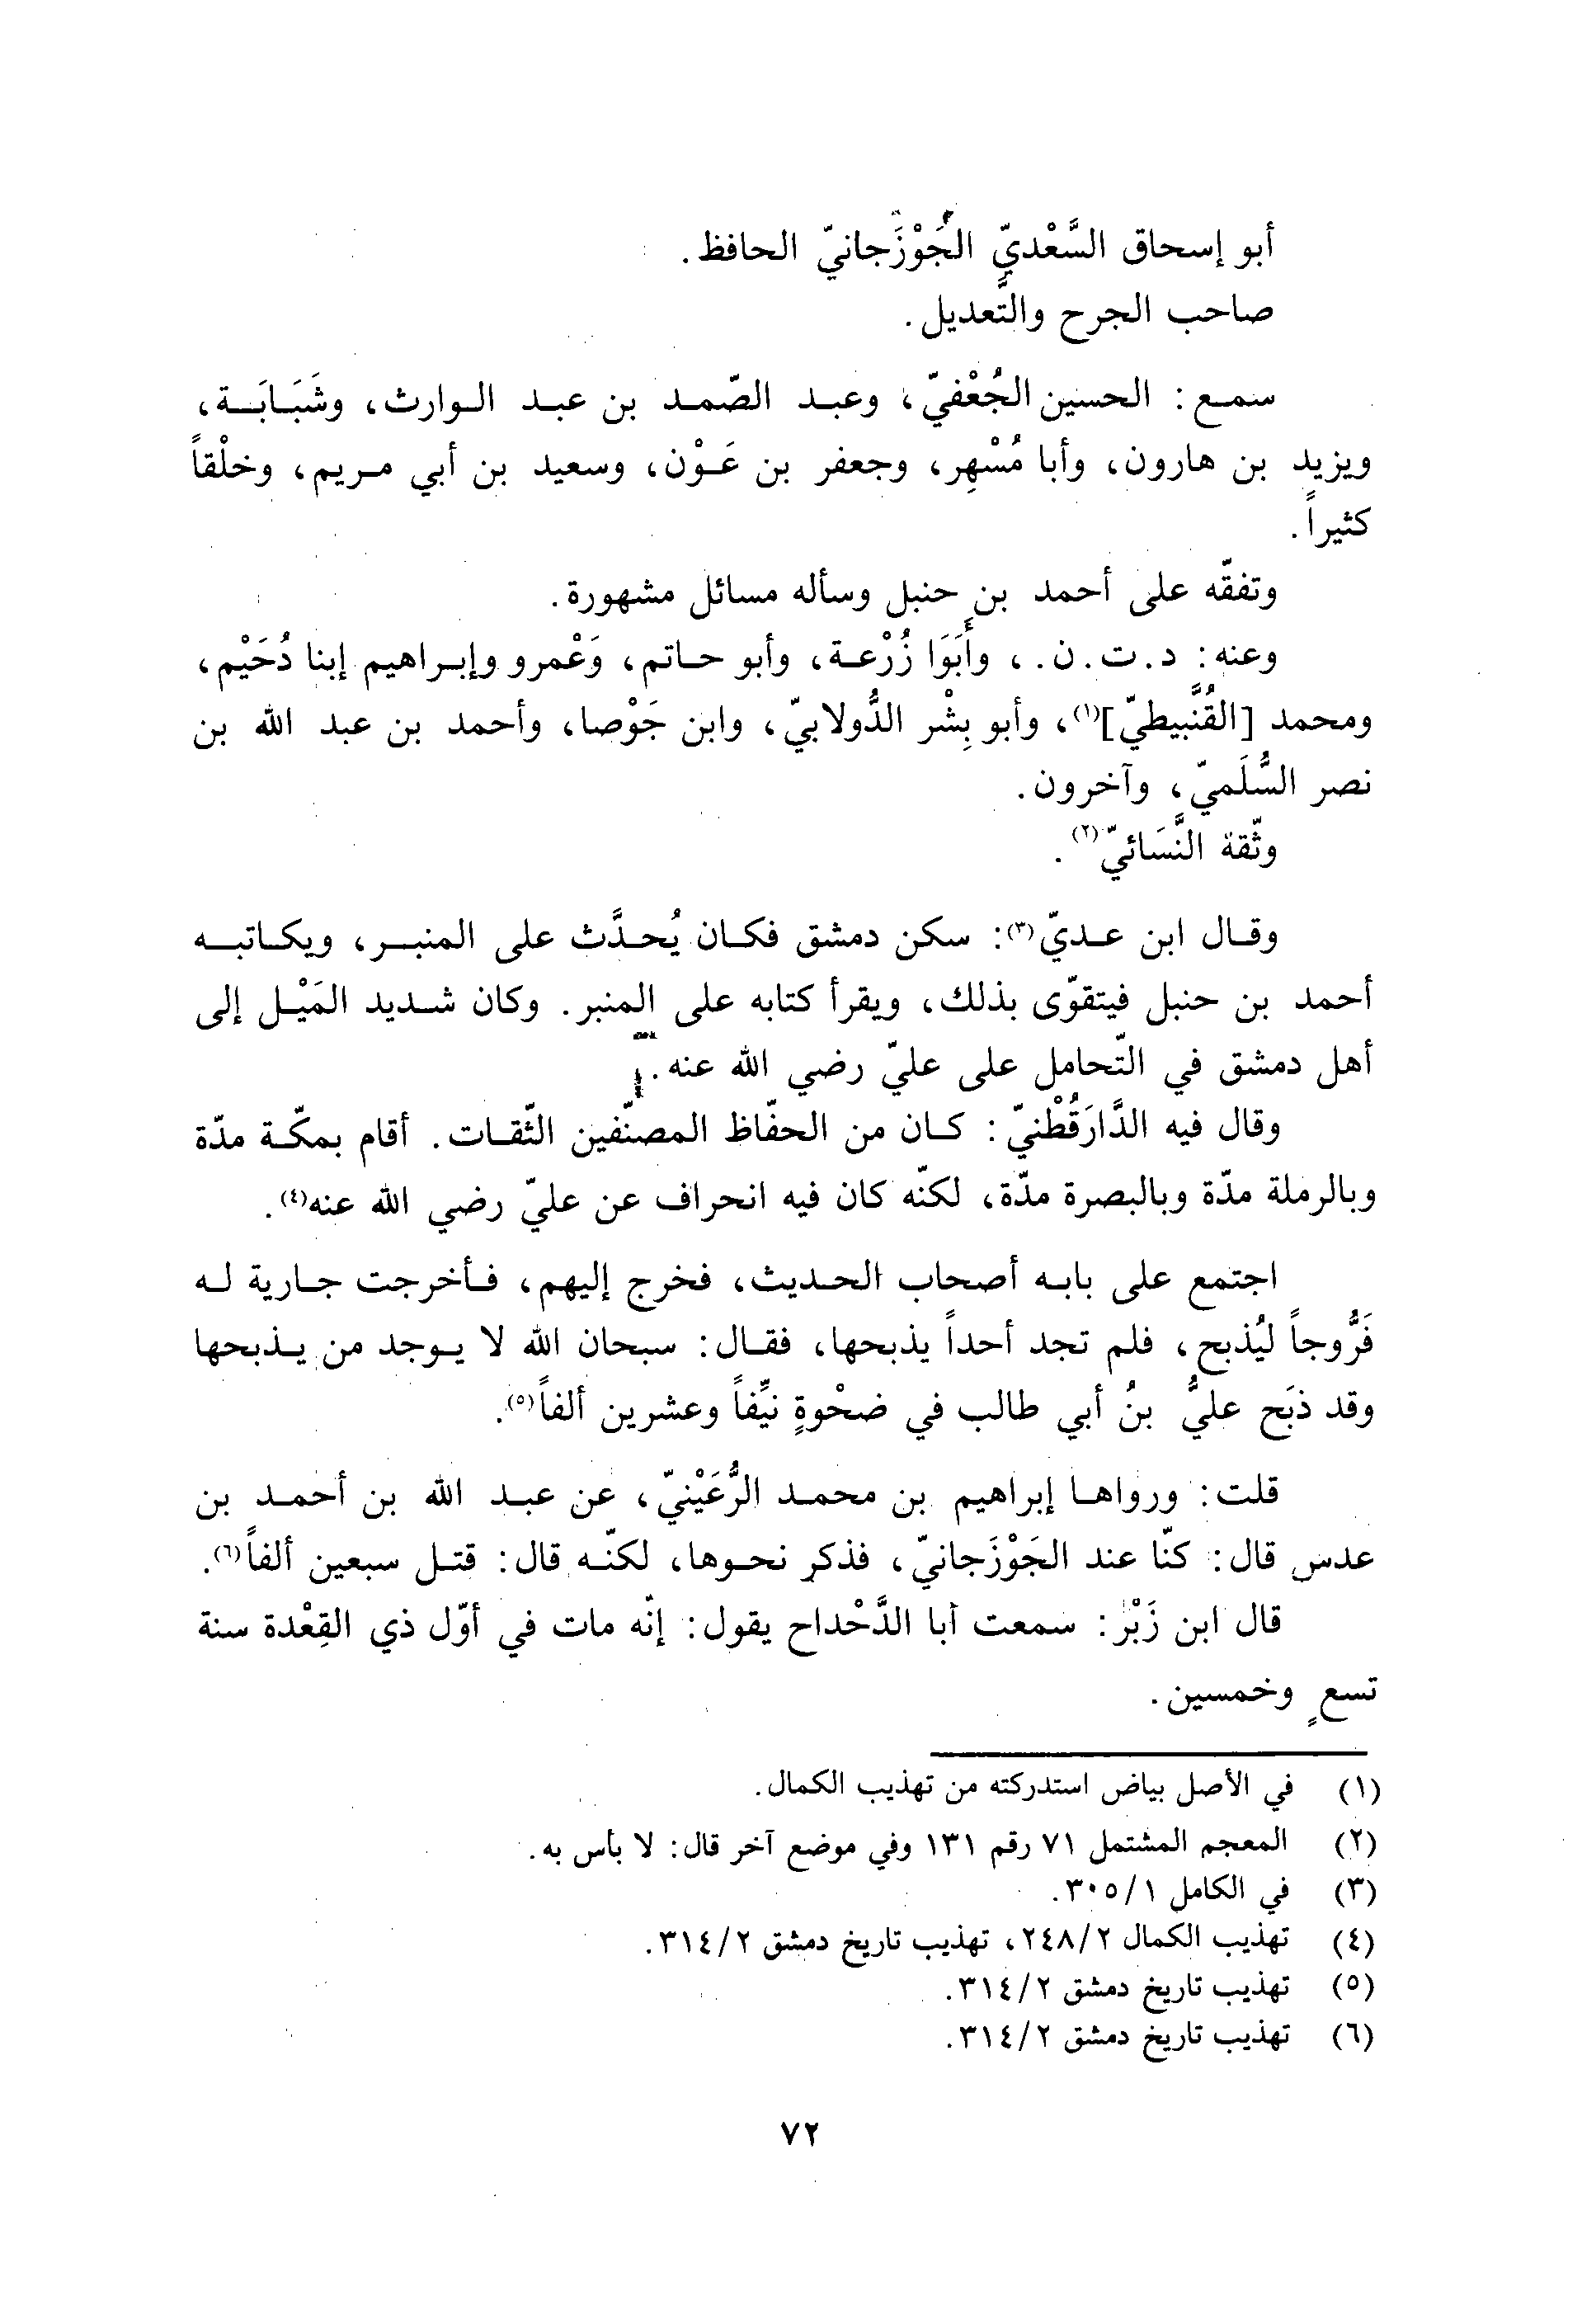 أبو إسحاق السَّعْديّ الجَوْزَجانيّ الحافظ.
صاحب الجرح والتَّعديل.
سمع: الحسين الجُعْفيّ، وعبد الصّمد بن عبد الوارث، وشَبَابَة،
ويزيد بن هارون، وأبا مُسْهِر، وجعفر بن عَوْن، وسعيد بن أبي مريم، وخلْقاً
كثيراً.
وتفقّه على أحمد بن حنبل وسأله مسائل مشهورة.
وعنه: د.ت.ن.، وأَبَوَا زُرْعة، وأبو حاتم، وَعْمرو وإبراهيم إبنا دُحَيْم،
ومحمد [القُنَّبيطيّ]⁽¹⁾، وأبو بِشْر الدُّولابيّ، وابن جَوْصا، وأحمد بن عبد الله بن
نصر السُّلَميّ، وآخرون.
وثّقة النَّسَائيّ⁽²⁾.
وقال ابن عديّ⁽³⁾: سكن دمشق فكان يُحدَّث على المنبر، ويكاتبه
أحمد بن حنبل فيتقوّى بذلك، ويقرأ كتابه على المنبر. وكان شديد المَيْل إلى
أهل دمشق في التّحامل على عليّ رضي الله عنه.
وقال فيه الدَّارَقُطْنيّ: كان من الحفّاظ المصنّفين الثّقات. أقام بمكّة مدّة
وبالرملة مدّة وبالبصرة مدّة، لكنّه كان فيه انحراف عن عليّ رضي الله عنه⁽⁴⁾.
اجتمع على بابه أصحاب الحديث، فخرج إليهم، فأخرجت جارية له
فَرُّوجاً ليُذبح، فلم تجد أحداً يذبحها، فقال: سبحان الله لا يوجد من يذبحها
وقد ذبَح عليُّ بنُ أبي طالب في ضحْوةٍ نيِّفاً وعشرين ألفاً⁽⁵⁾.
قلت: ورواها إبراهيم بن محمد الرُّعَيْنيّ، عن عبد الله بن أحمد بن
عدس قال: كنّا عند الجَوْزَجانيّ، فذكر نحوها، لكنّه قال: قتل سبعين ألفاً⁽⁶⁾.
قال ابن زَبْر: سمعت أبا الدَّحْداح يقول: إنّه مات في أوّل ذي القِعْدة سنة
تسعٍ وخمسين.
(١) في الأصل بياض استدركته من تهذيب الكمال.
(٢) المعجم المشتمل ٧١ رقم ١٣١ وفي موضع آخر قال: لا بأس به.
(٣) في الكامل ٣٠٥/١.
(٤) تهذيب الكمال ٢٤٨/٢، تهذيب تاريخ دمشق ٣١٤/٢.
(٥) تهذيب تاريخ دمشق ٣١٤/٢.
(٦) تهذيب تاريخ دمشق ٣١٤/٢.
٧٢